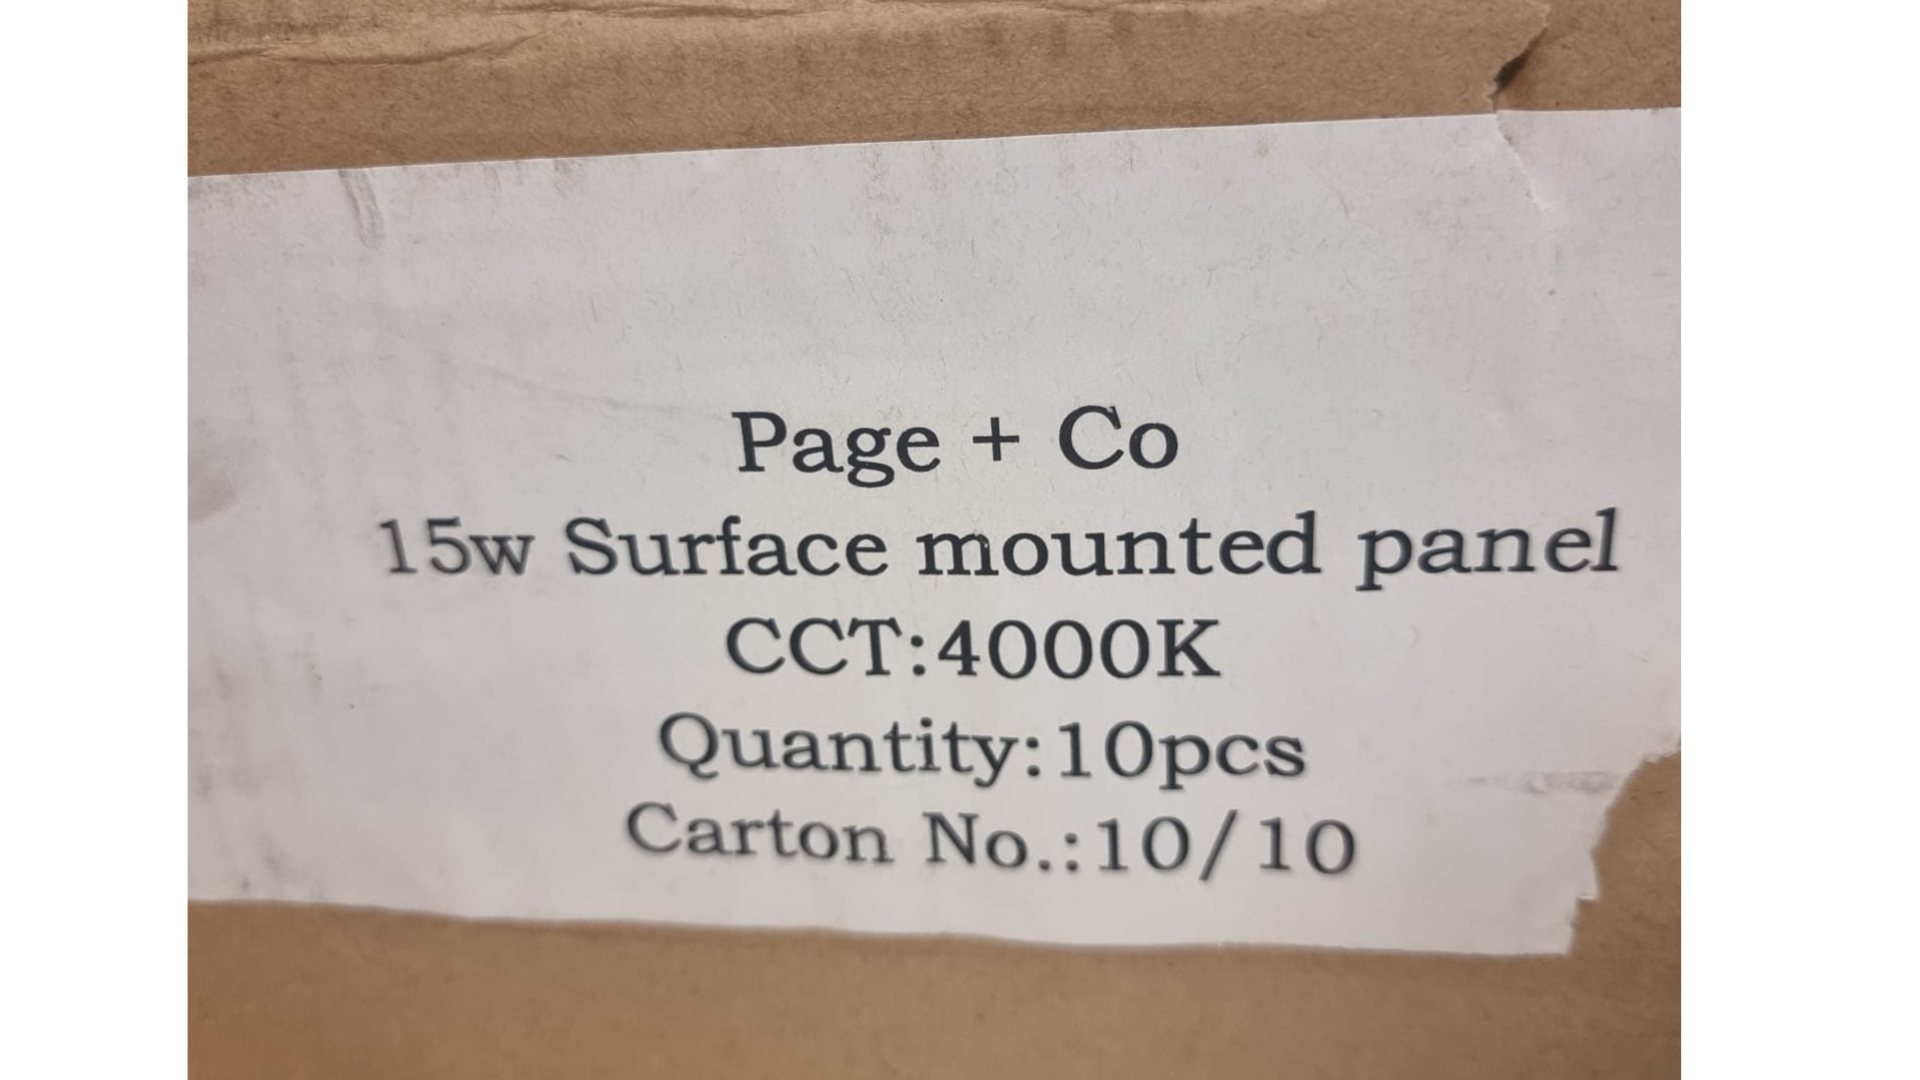 Page + Co
15w Surface mounted panel
CCT:4000K
Quantity:10pcs
Carton No.:10/10